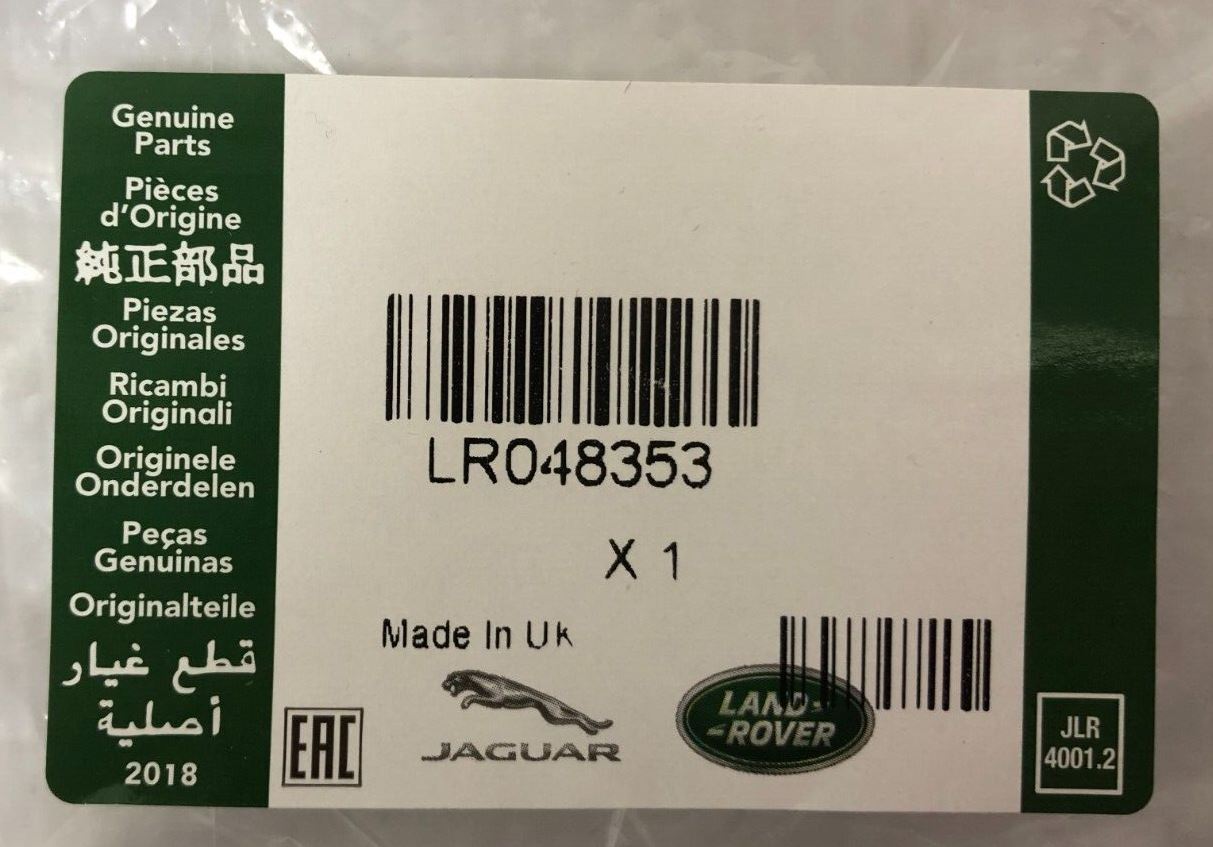 Genuine
Parts
Pièces
d'Origine
純正部品
Piezas
Originales
Ricambi
Originali
Originele
Onderdelen
Peças
Genuinas
Originalteile
قطع غيار
أصلية
2018
LR048353
X 1
Made In Uk
EAC
JAGUAR
LAND-
-ROVER
JLR
4001.2